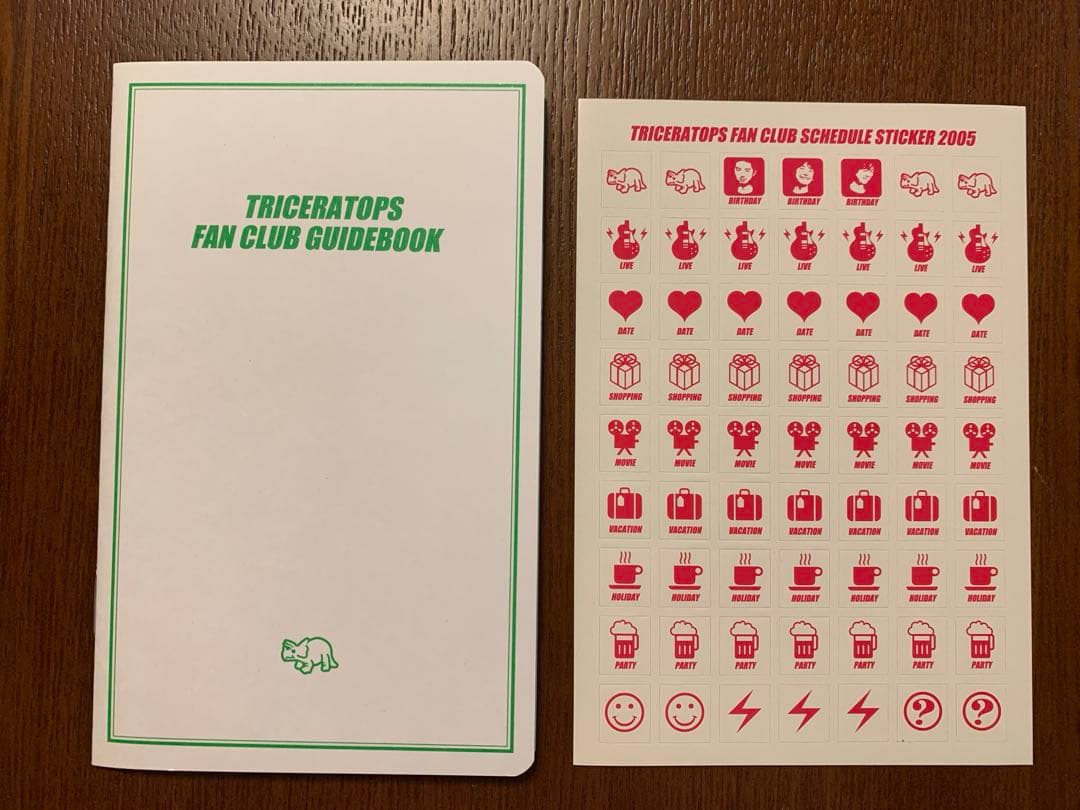 TRICERATOPS
FAN CLUB GUIDEBOOK
TRICERATOPS FAN CLUB SCHEDULE STICKER 2005
BIRTHDAY BIRTHDAY BIRTHDAY
LIVE LIVE LIVE LIVE LIVE LIVE LIVE
DATE DATE DATE DATE DATE DATE DATE
SHOPPING SHOPPING SHOPPING SHOPPING SHOPPING SHOPPING SHOPPING
MOVIE MOVIE MOVIE MOVIE MOVIE MOVIE MOVIE
VACATION VACATION VACATION VACATION VACATION VACATION VACATION
HOLIDAY HOLIDAY HOLIDAY HOLIDAY HOLIDAY HOLIDAY HOLIDAY
PARTY PARTY PARTY PARTY PARTY PARTY PARTY
? ?